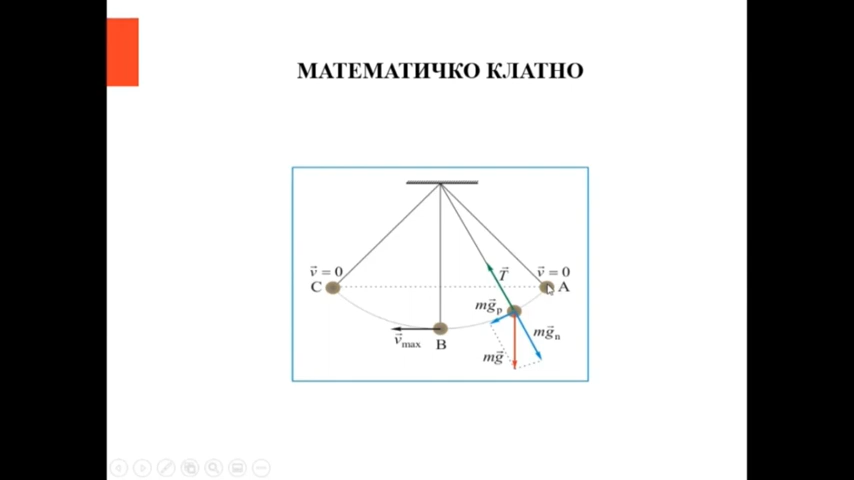 МАТЕМАТИЧКО КЛАТНО
v⃗ = 0
T⃗
v⃗ = 0
C
A
mg⃗ₚ
mg⃗ₙ
v⃗max
B
mg⃗